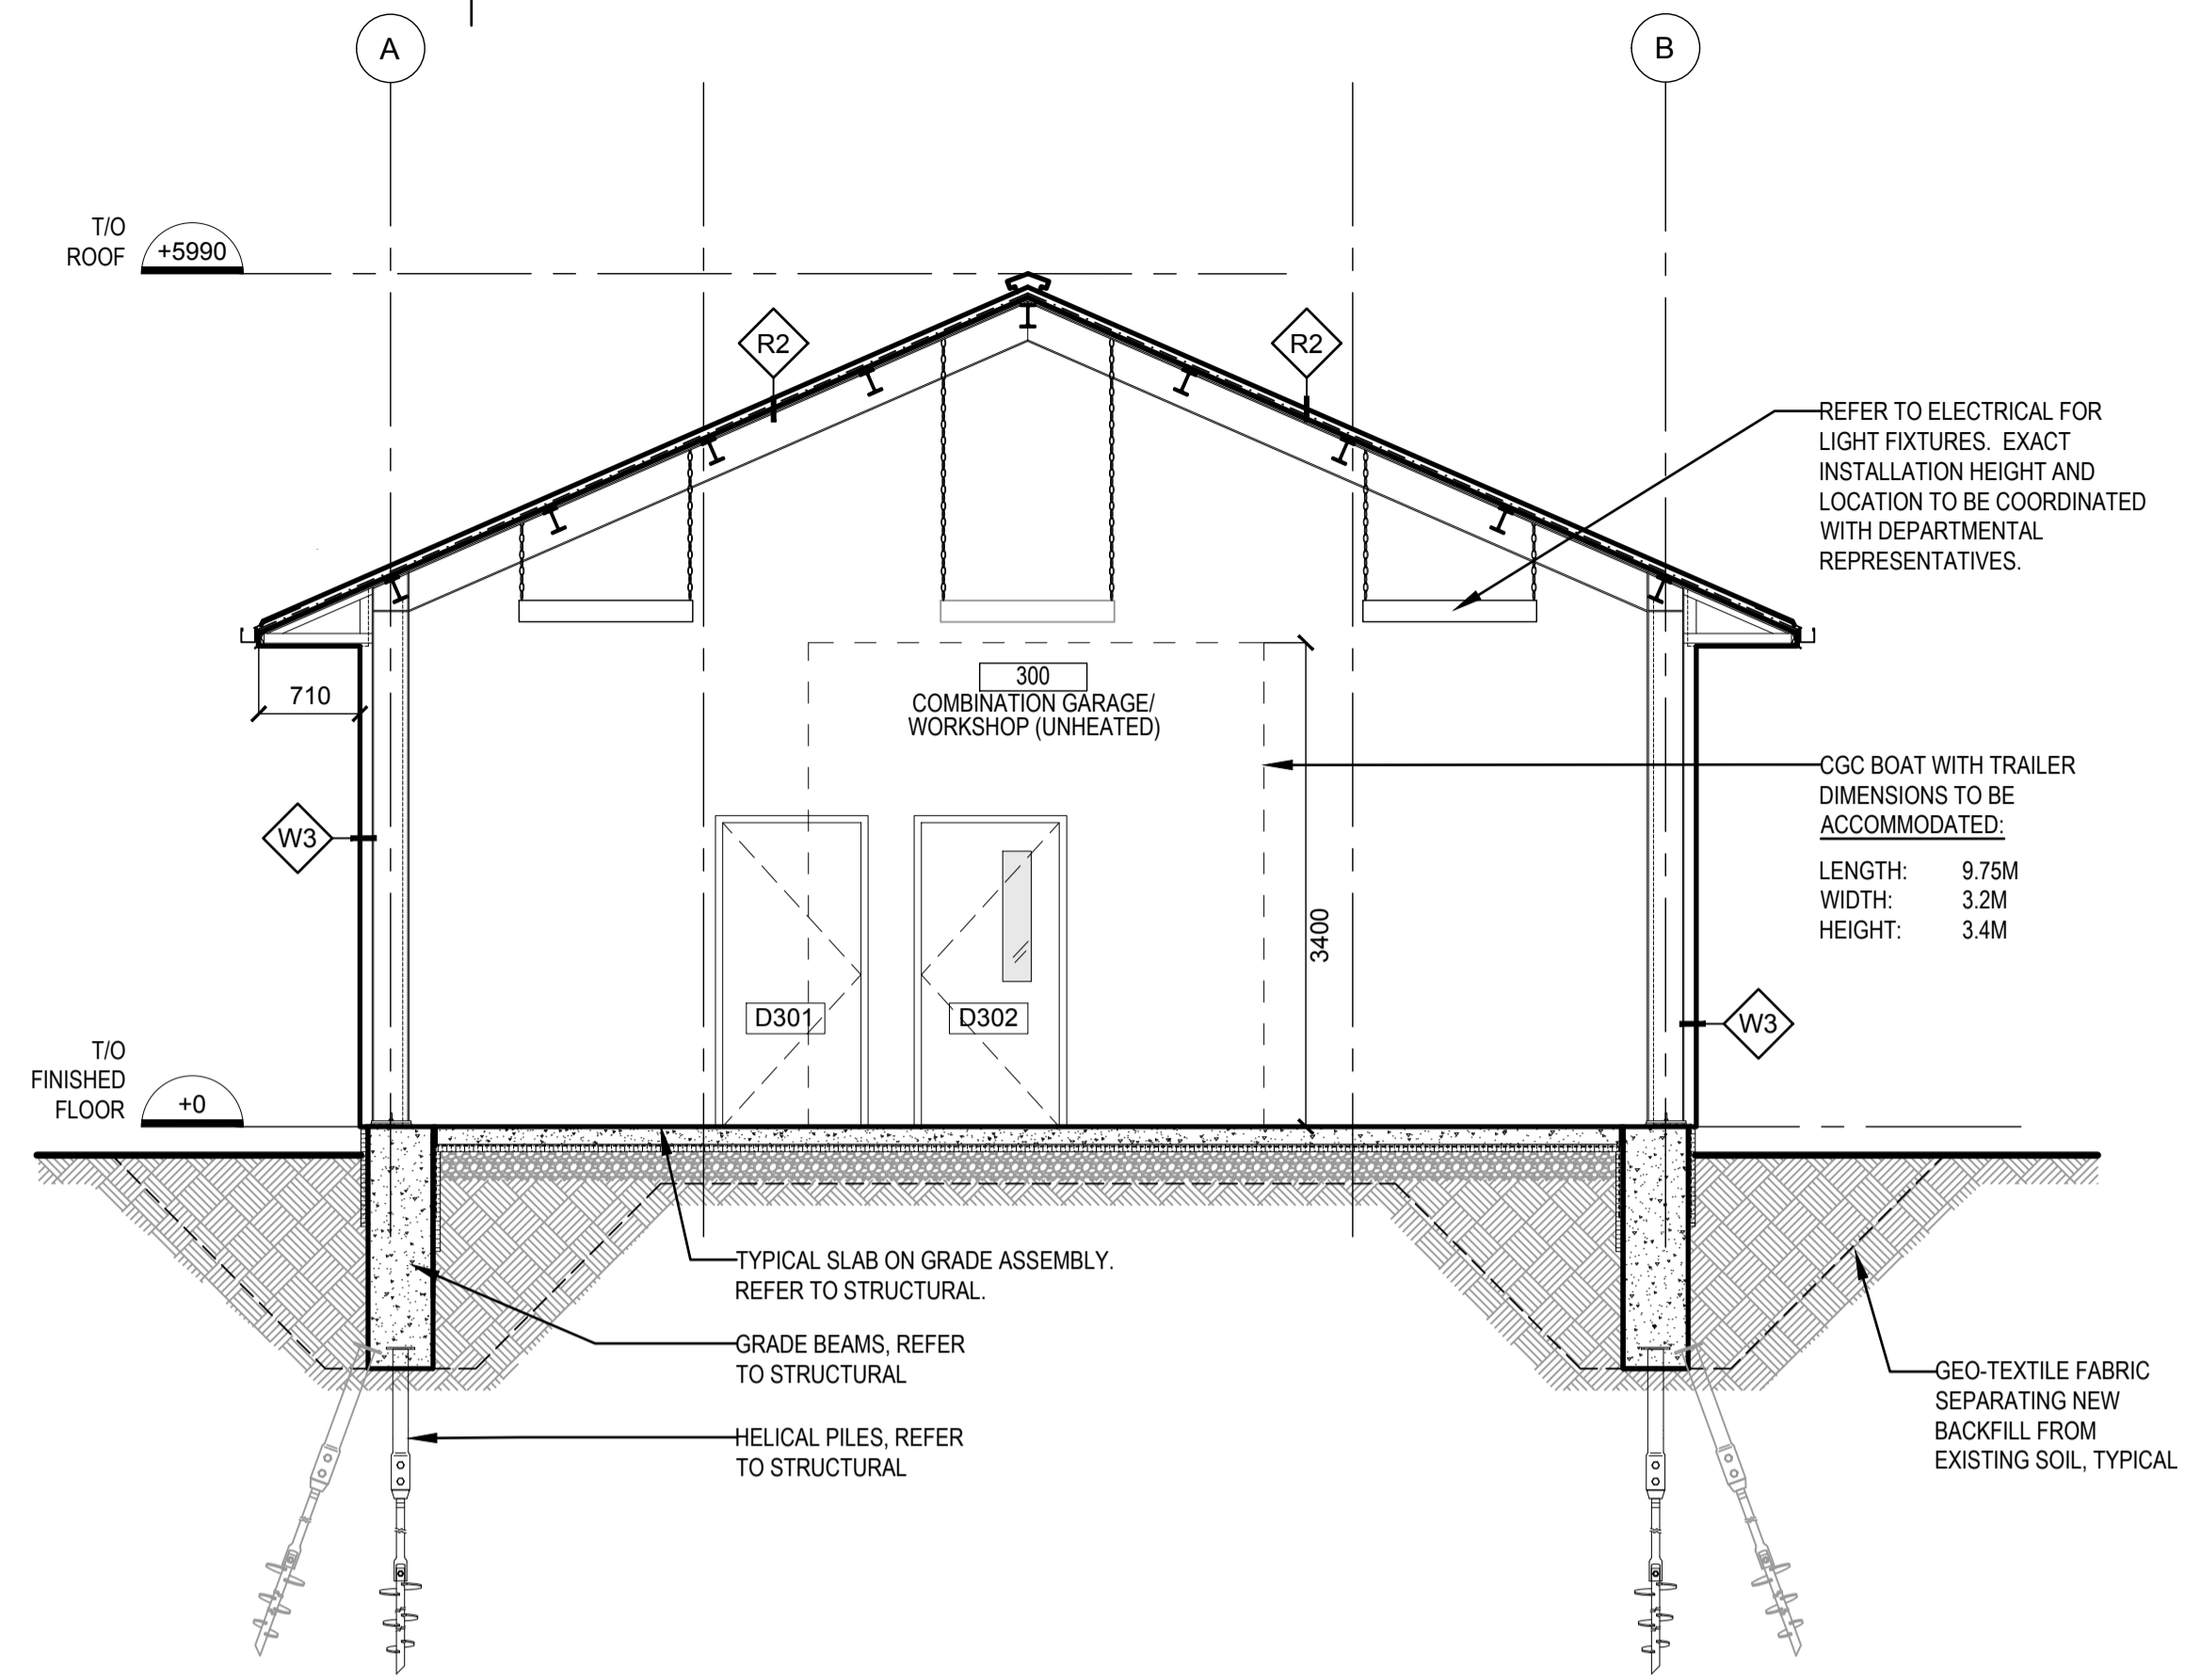 A
B
T/O
ROOF
+5990
R2
R2
REFER TO ELECTRICAL FOR
LIGHT FIXTURES. EXACT
INSTALLATION HEIGHT AND
LOCATION TO BE COORDINATED
WITH DEPARTMENTAL
REPRESENTATIVES.
710
300
COMBINATION GARAGE/
WORKSHOP (UNHEATED)
CGC BOAT WITH TRAILER
DIMENSIONS TO BE
ACCOMMODATED:
LENGTH: 9.75M
WIDTH: 3.2M
HEIGHT: 3.4M
W3
3400
D301
D302
W3
T/O
FINISHED
FLOOR
+0
TYPICAL SLAB ON GRADE ASSEMBLY.
REFER TO STRUCTURAL.
GRADE BEAMS, REFER
TO STRUCTURAL
HELICAL PILES, REFER
TO STRUCTURAL
GEO-TEXTILE FABRIC
SEPARATING NEW
BACKFILL FROM
EXISTING SOIL, TYPICAL